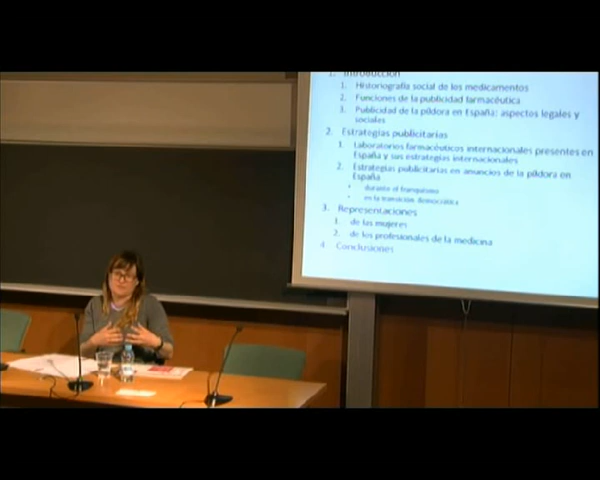 1. Introducción
1. Historiografía social de los medicamentos
2. Funciones de la publicidad farmacéutica
3. Publicidad de la píldora en España: aspectos legales y
sociales
2. Estrategias publicitarias
1. Laboratorios farmacéuticos internacionales presentes en
España y sus estrategias internacionales
2. Estrategias publicitarias en anuncios de la píldora en
España
* durante el franquismo
* en la transición democrática
3. Representaciones
1. de las mujeres
2. de los profesionales de la medicina
4 Conclusiones